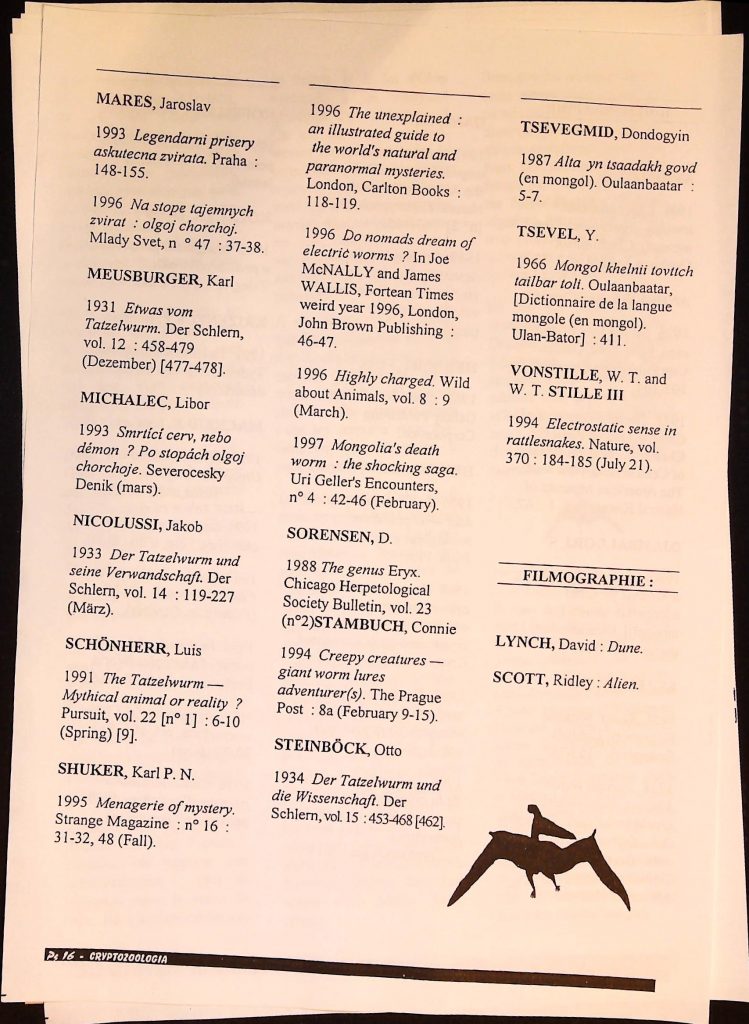 MARES, Jaroslav
1993 Legendarni prisery
askutecna zvirata. Praha :
148-155.
1996 Na stope tajemnych
zvirat : olgoj chorchoj.
Mlady Svet, n ° 47 : 37-38.
MEUSBURGER, Karl
1931 Etwas vom
Tatzelwurm. Der Schlern,
vol. 12 : 458-479
(Dezember) [477-478].
MICHALEC, Libor
1993 Smrtící cerv, nebo
démon ? Po stopách olgoj
chorchoje. Severocesky
Denik (mars).
NICOLUSSI, Jakob
1933 Der Tatzelwurm und
seine Verwandschaft. Der
Schlern, vol. 14 : 119-227
(März).
SCHÖNHERR, Luis
1991 The Tatzelwurm —
Mythical animal or reality ?
Pursuit, vol. 22 [n° 1] : 6-10
(Spring) [9].
SHUKER, Karl P. N.
1995 Menagerie of mystery.
Strange Magazine : n° 16 :
31-32, 48 (Fall).
1996 The unexplained :
an illustrated guide to
the world's natural and
paranormal mysteries.
London, Carlton Books :
118-119.
1996 Do nomads dream of
electric worms ? In Joe
McNALLY and James
WALLIS, Fortean Times
weird year 1996, London,
John Brown Publishing :
46-47.
1996 Highly charged. Wild
about Animals, vol. 8 : 9
(March).
1997 Mongolia's death
worm : the shocking saga.
Uri Geller's Encounters,
n° 4 : 42-46 (February).
SORENSEN, D.
1988 The genus Eryx.
Chicago Herpetological
Society Bulletin, vol. 23
(n°2)STAMBUCH, Connie
1994 Creepy creatures —
giant worm lures
adventurer(s). The Prague
Post : 8a (February 9-15).
STEINBÖCK, Otto
1934 Der Tatzelwurm und
die Wissenschaft. Der
Schlern, vol. 15 : 453-468 [462].
TSEVEGMID, Dondogyin
1987 Alta yn tsaadakh govd
(en mongol). Oulaanbaatar :
5-7.
TSEVEL, Y.
1966 Mongol khelnii tovttch
tailbar toli. Oulaanbaatar,
[Dictionnaire de la langue
mongole (en mongol).
Ulan-Bator] : 411.
VONSTILLE, W. T. and
W. T. STILLE III
1994 Electrostatic sense in
rattlesnakes. Nature, vol.
370 : 184-185 (July 21).
FILMOGRAPHIE :
LYNCH, David : Dune.
SCOTT, Ridley : Alien.
Pg 16 - CRYPTOZOOLOGIA